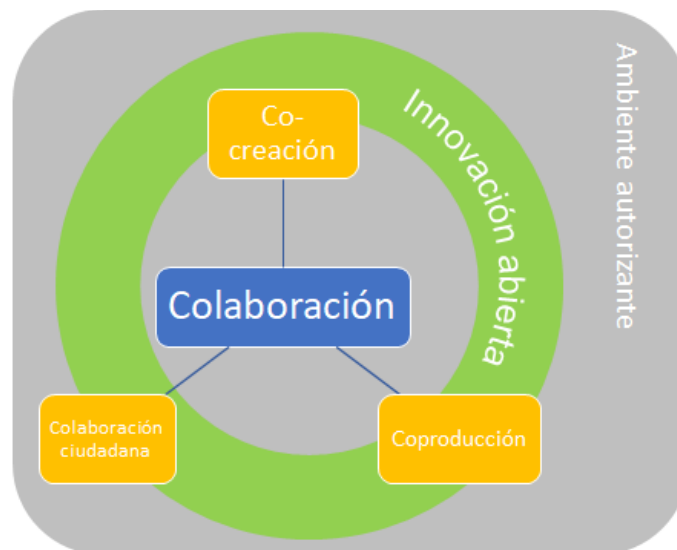 Co-
creación
Innovación abierta
Ambiente autorizante
Colaboración
Colaboración
ciudadana
Coproducción